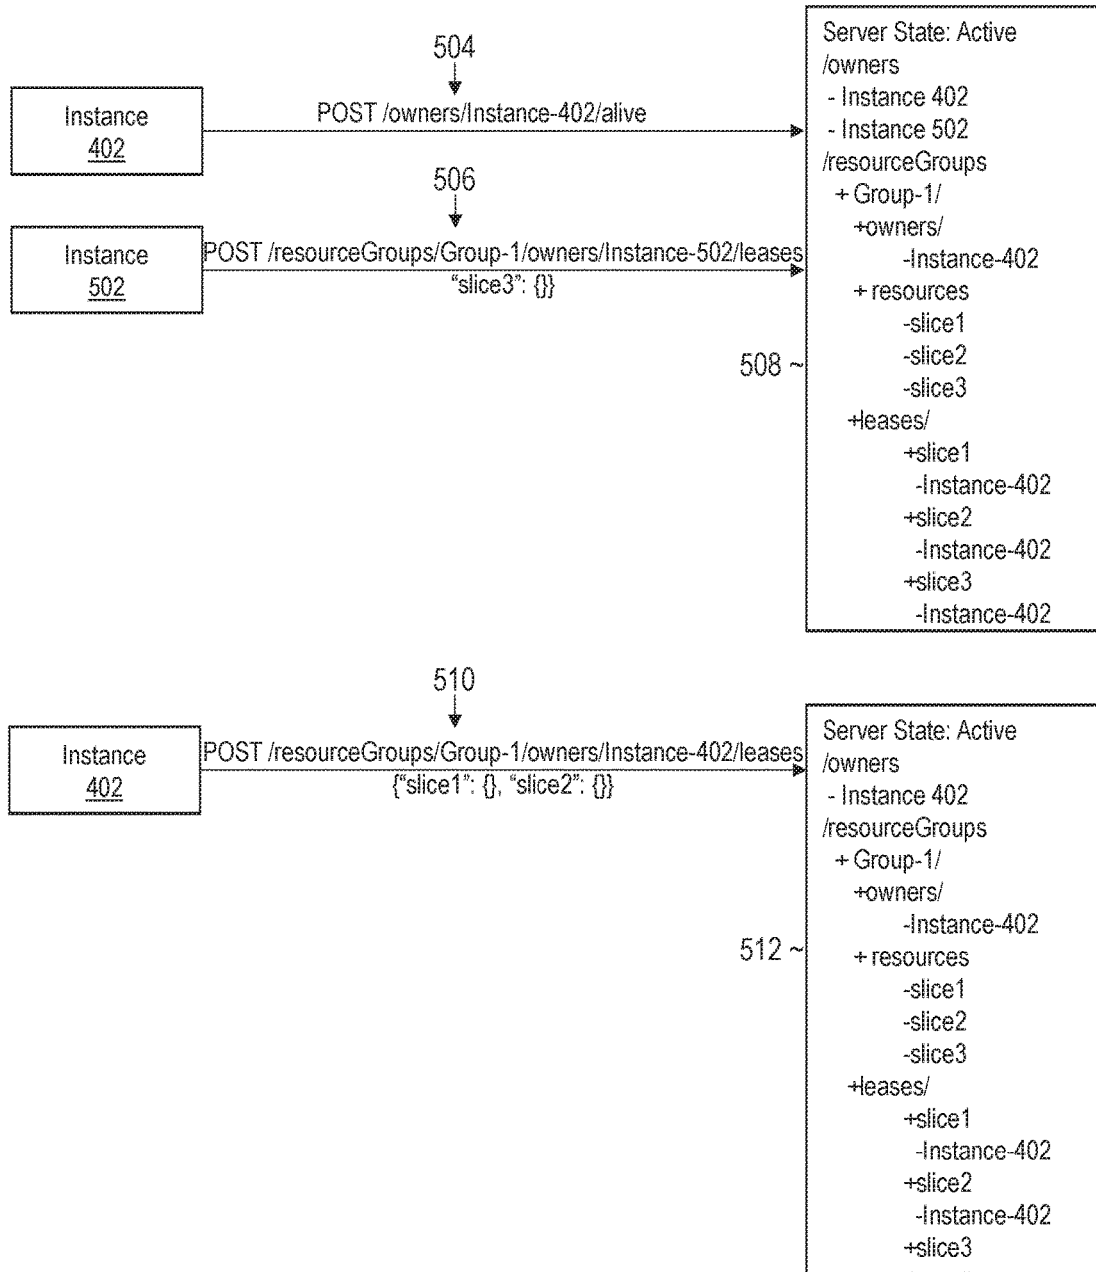 504
Instance
402
POST /owners/Instance-402/alive
506
Instance
502
POST /resourceGroups/Group-1/owners/Instance-502/leases
“slice3”: {}}
508 ~
Server State: Active
/owners
- Instance 402
- Instance 502
/resourceGroups
+ Group-1/
+owners/
-Instance-402
+ resources
-slice1
-slice2
-slice3
+leases/
+slice1
-Instance-402
+slice2
-Instance-402
+slice3
-Instance-402
510
Instance
402
POST /resourceGroups/Group-1/owners/Instance-402/leases
{“slice1”: {}, “slice2”: {}}
512 ~
Server State: Active
/owners
- Instance 402
/resourceGroups
+ Group-1/
+owners/
-Instance-402
+ resources
-slice1
-slice2
-slice3
+leases/
+slice1
-Instance-402
+slice2
-Instance-402
+slice3